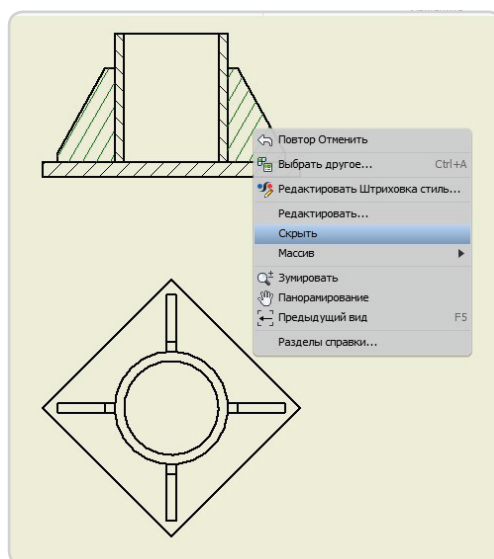 Повтор Отменить
Выбрать другое... Ctrl+A
Редактировать Штриховка стиль...
Редактировать...
Скрыть
Массив
Зумировать
Панорамирование
Предыдущий вид F5
Разделы справки...